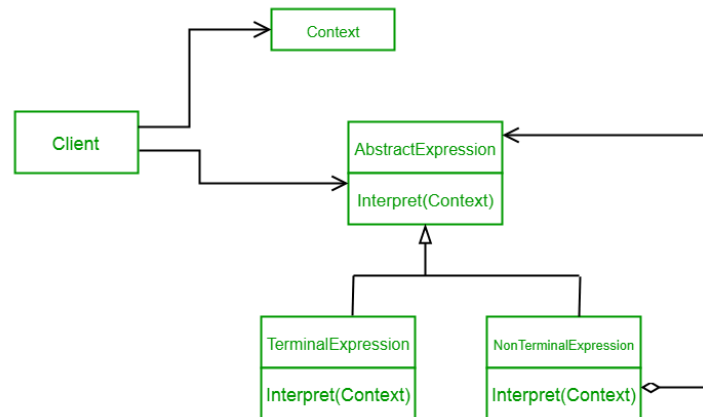 Context
Client
AbstractExpression
Interpret(Context)
TerminalExpression
Interpret(Context)
NonTerminalExpression
Interpret(Context)